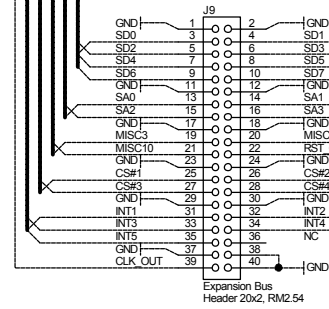 J9
GND 1 2 GND
SD0 3 4 SD1
SD2 5 6 SD3
SD4 7 8 SD5
SD6 9 10 SD7
GND 11 12 GND
SA0 13 14 SA1
SA2 15 16 SA3
GND 17 18 GND
MISC3 19 20 MISC
MISC10 21 22 RST
GND 23 24 GND
CS#1 25 26 CS#2
CS#3 27 28 CS#4
GND 29 30 GND
INT1 31 32 INT2
INT3 33 34 INT4
INT5 35 36 NC
GND 37 38
CLK_OUT 39 40 GND
Expansion Bus
Header 20x2, RM2.54